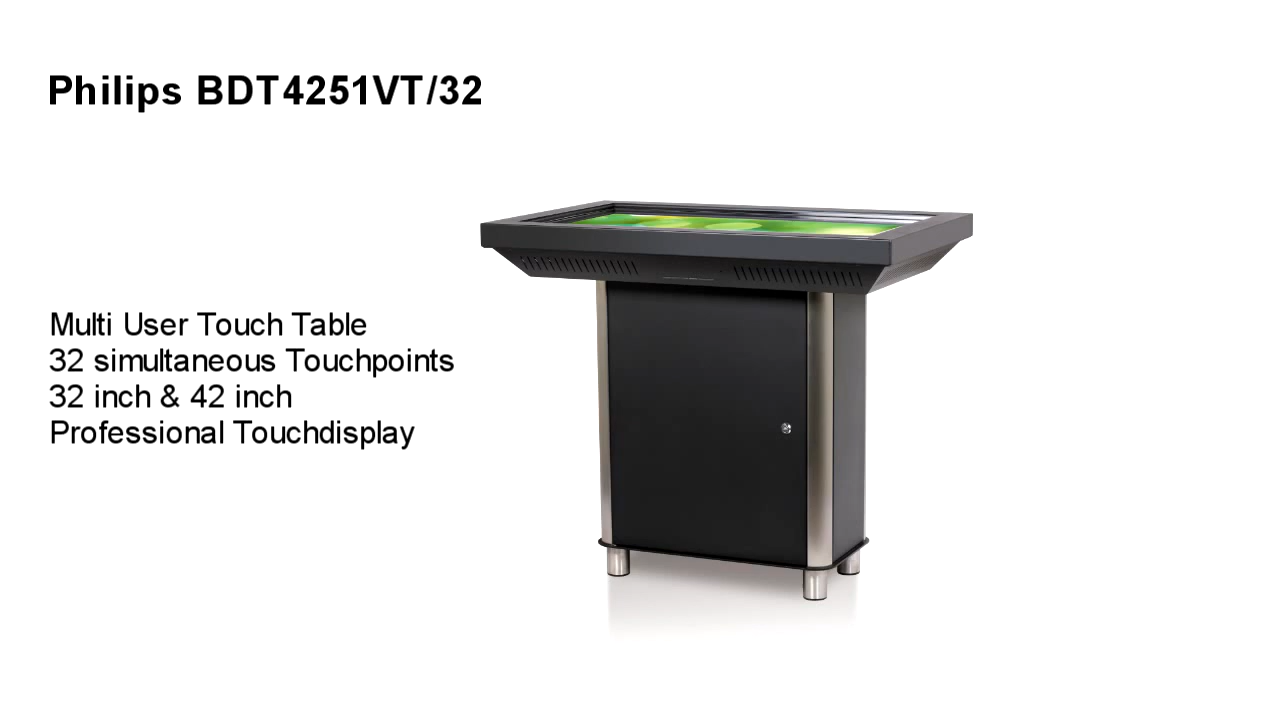 Philips BDT4251VT/32
Multi User Touch Table
32 simultaneous Touchpoints
32 inch & 42 inch
Professional Touchdisplay